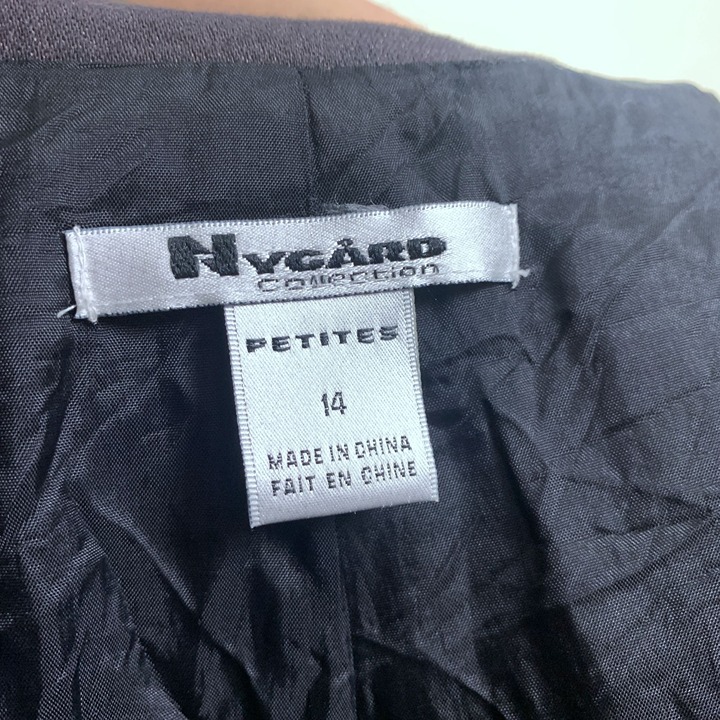 NYGÅRD
Collection
PETITES
14
MADE IN CHINA
FAIT EN CHINE